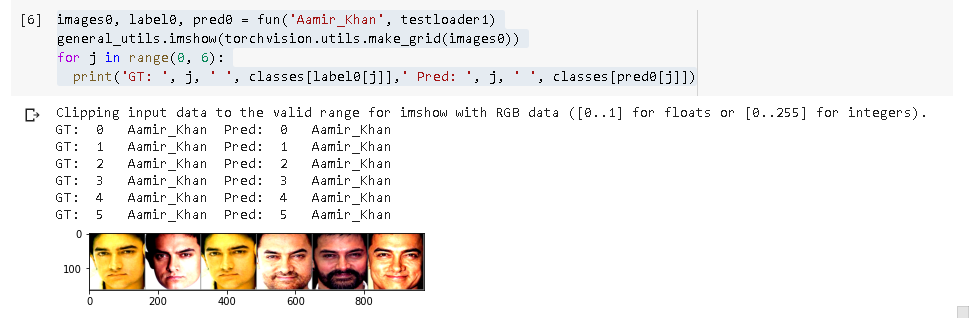 [6] images0, label0, pred0 = fun('Aamir_Khan', testloader1)
general_utils.imshow(torchvision.utils.make_grid(images0))
for j in range(0, 6):
  print('GT: ', j, ' ', classes[label0[j]],' Pred: ', j, ' ', classes[pred0[j]])
Clipping input data to the valid range for imshow with RGB data ([0..1] for floats or [0..255] for integers).
GT:  0   Aamir_Khan  Pred:  0   Aamir_Khan
GT:  1   Aamir_Khan  Pred:  1   Aamir_Khan
GT:  2   Aamir_Khan  Pred:  2   Aamir_Khan
GT:  3   Aamir_Khan  Pred:  3   Aamir_Khan
GT:  4   Aamir_Khan  Pred:  4   Aamir_Khan
GT:  5   Aamir_Khan  Pred:  5   Aamir_Khan
0
100
0 200 400 600 800